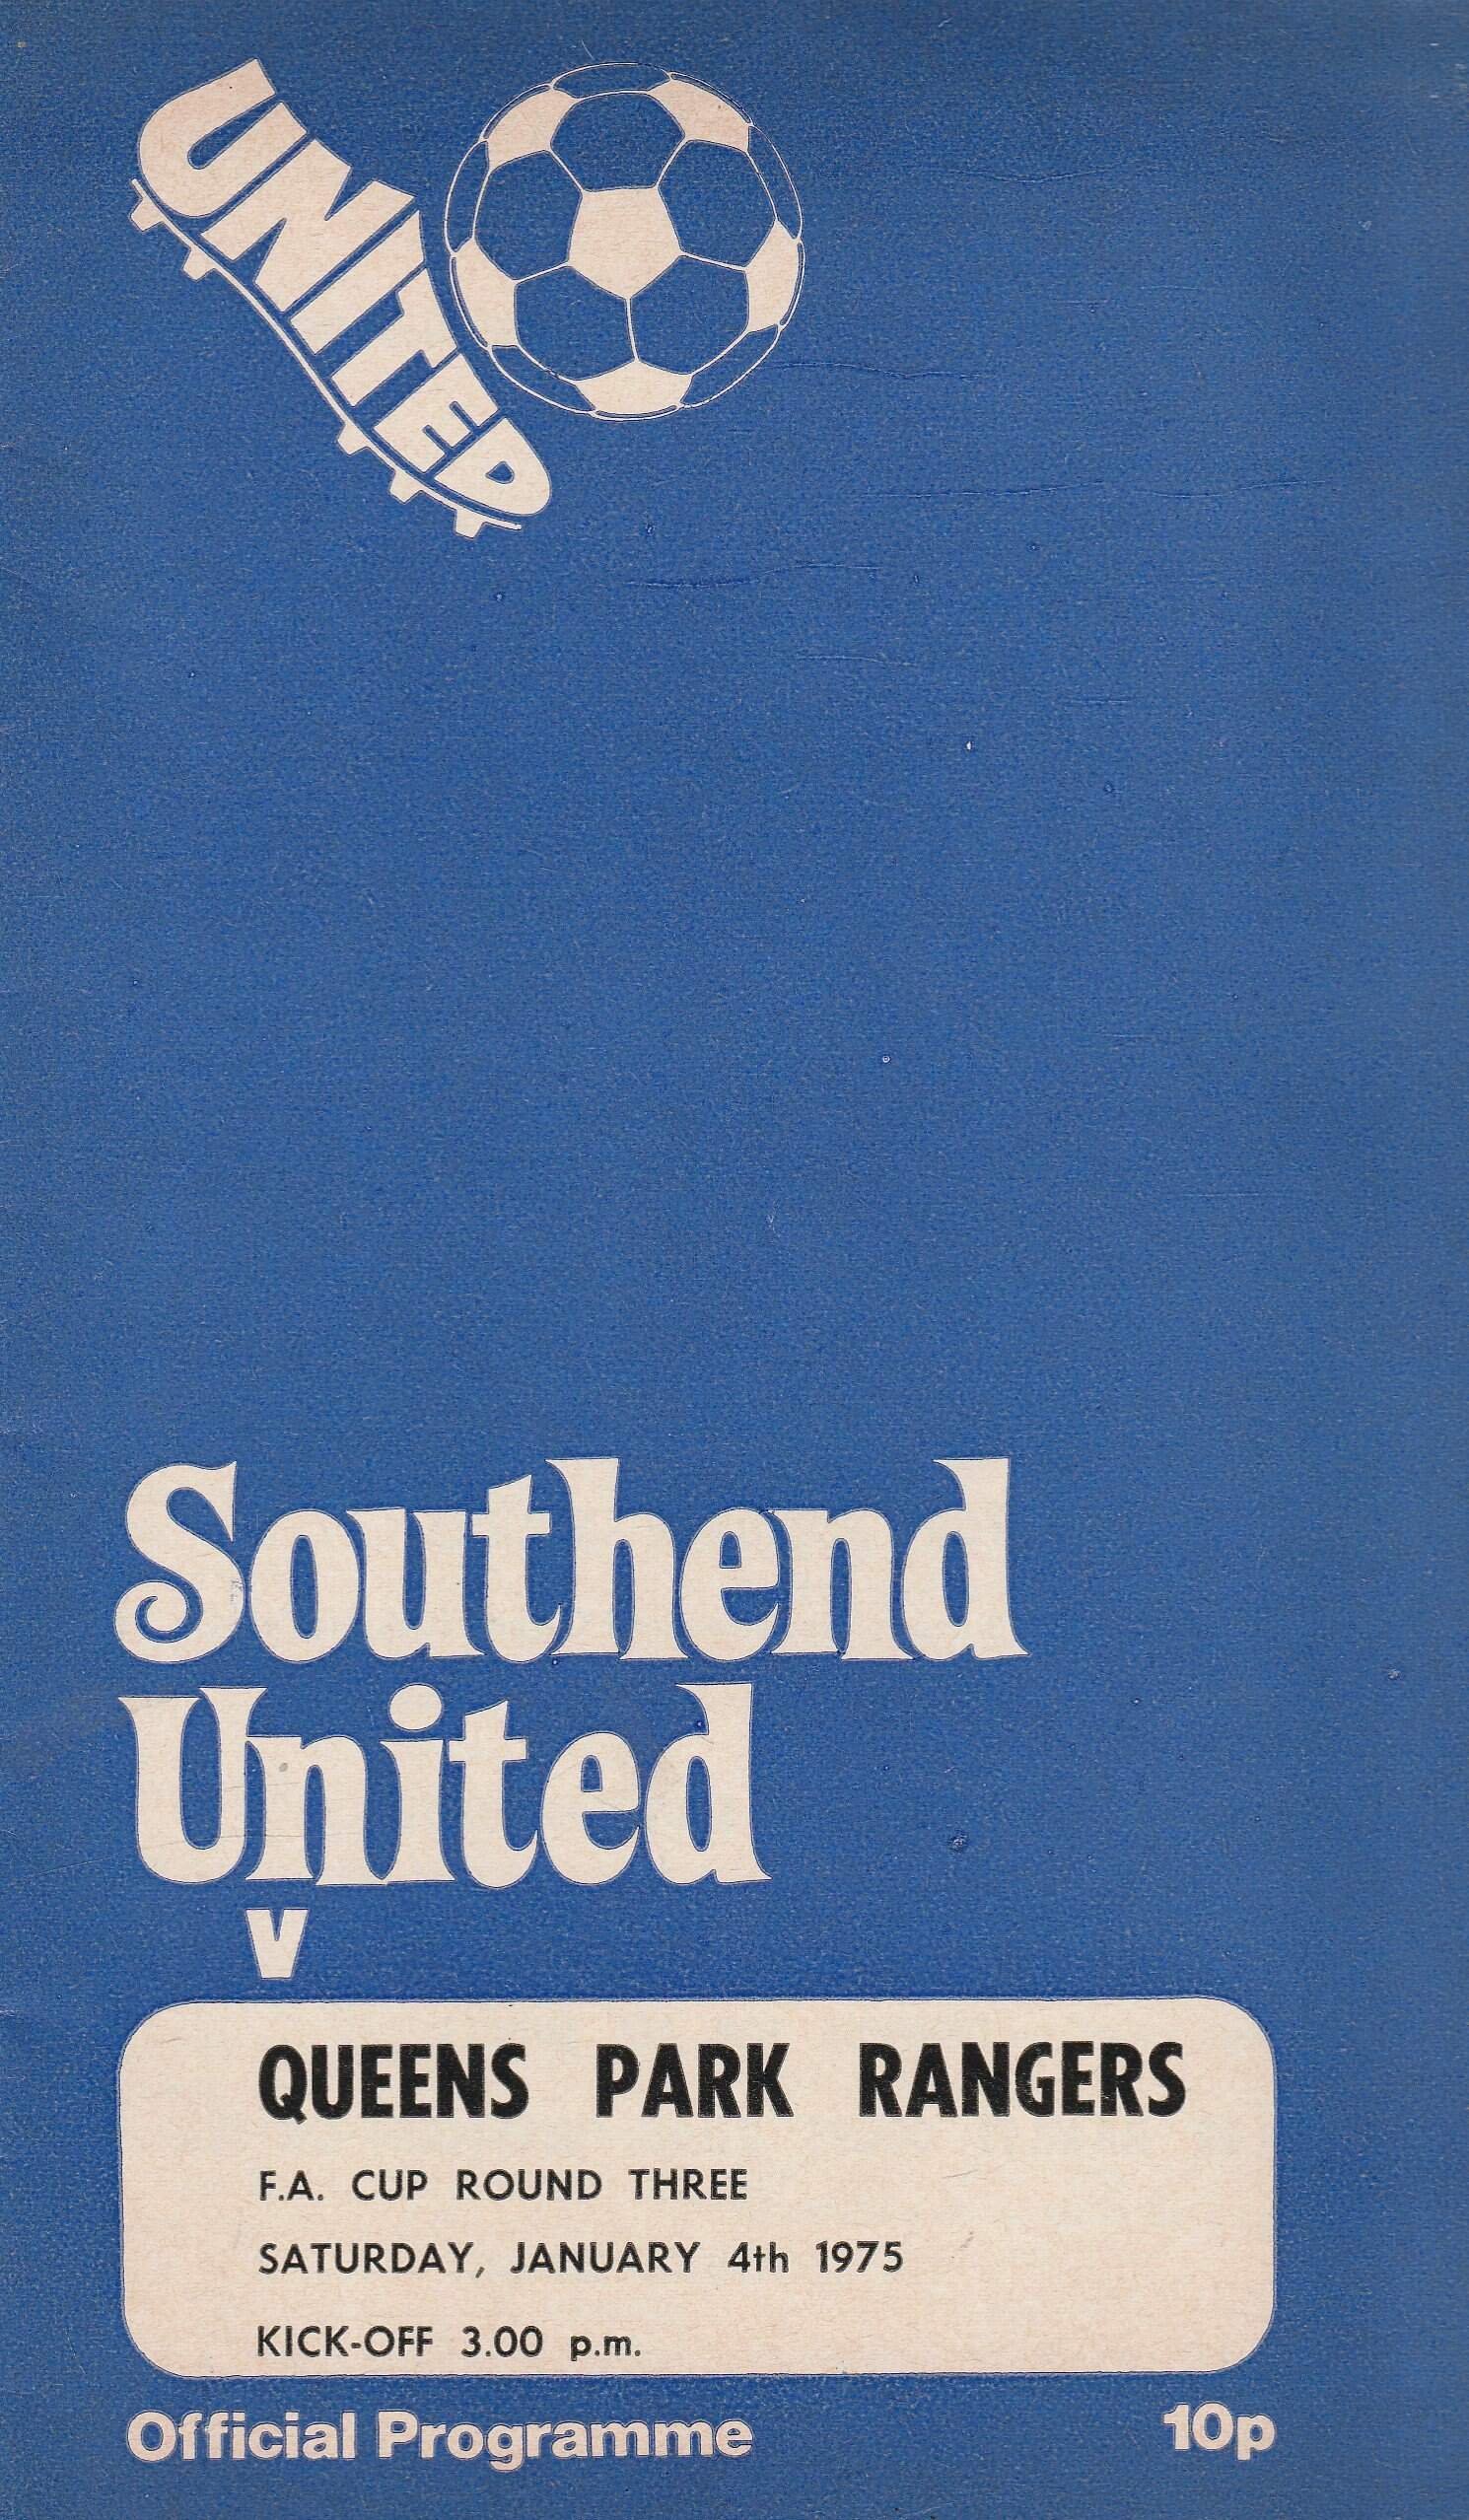 UNITED
Southend
United
v
QUEENS PARK RANGERS
F.A. CUP ROUND THREE
SATURDAY, JANUARY 4th 1975
KICK-OFF 3.00 p.m.
Official Programme 10p